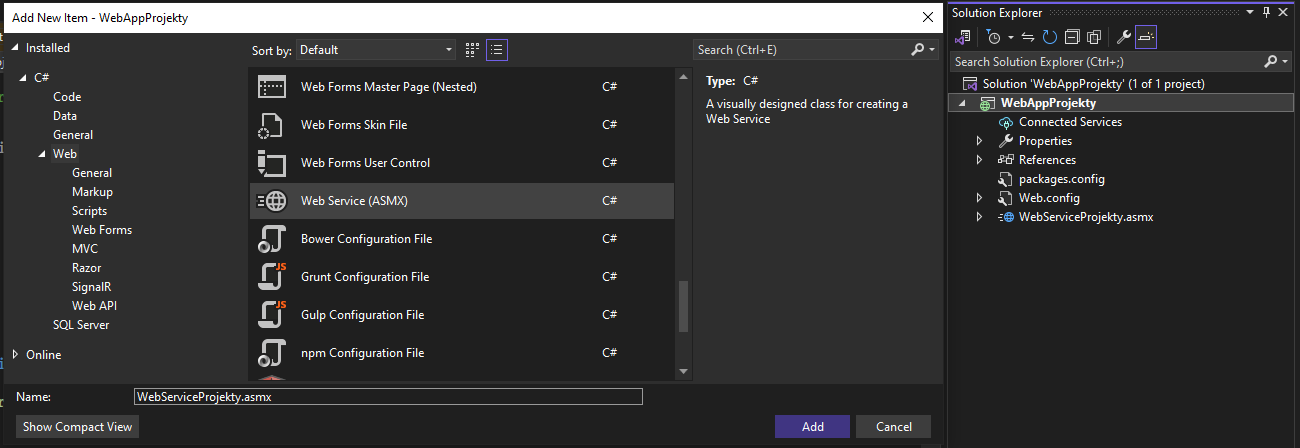 Add New Item - WebAppProjekty
Installed
C#
Code
Data
General
Web
General
Markup
Scripts
Web Forms
MVC
Razor
SignalR
Web API
SQL Server
Online
Sort by: Default
Web Forms Master Page (Nested) C#
Web Forms Skin File C#
Web Forms User Control C#
Web Service (ASMX) C#
Bower Configuration File C#
JS
Grunt Configuration File C#
JS
Gulp Configuration File C#
npm Configuration File C#
Search (Ctrl+E)
Type: C#
A visually designed class for creating a
Web Service
Name: WebServiceProjekty.asmx
Show Compact View
Add
Cancel
Solution Explorer
Search Solution Explorer (Ctrl+;)
Solution 'WebAppProjekty' (1 of 1 project)
WebAppProjekty
Connected Services
Properties
References
packages.config
Web.config
WebServiceProjekty.asmx